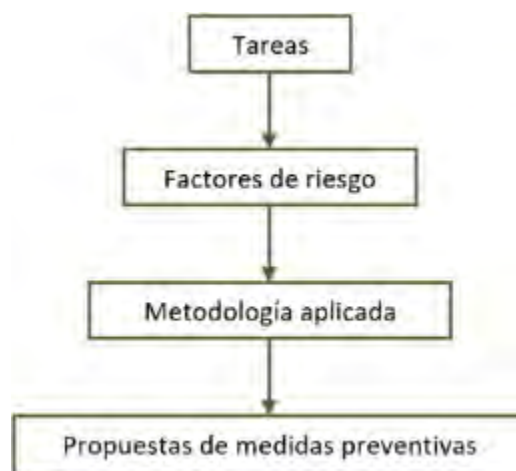 Tareas
Factores de riesgo
Metodología aplicada
Propuestas de medidas preventivas